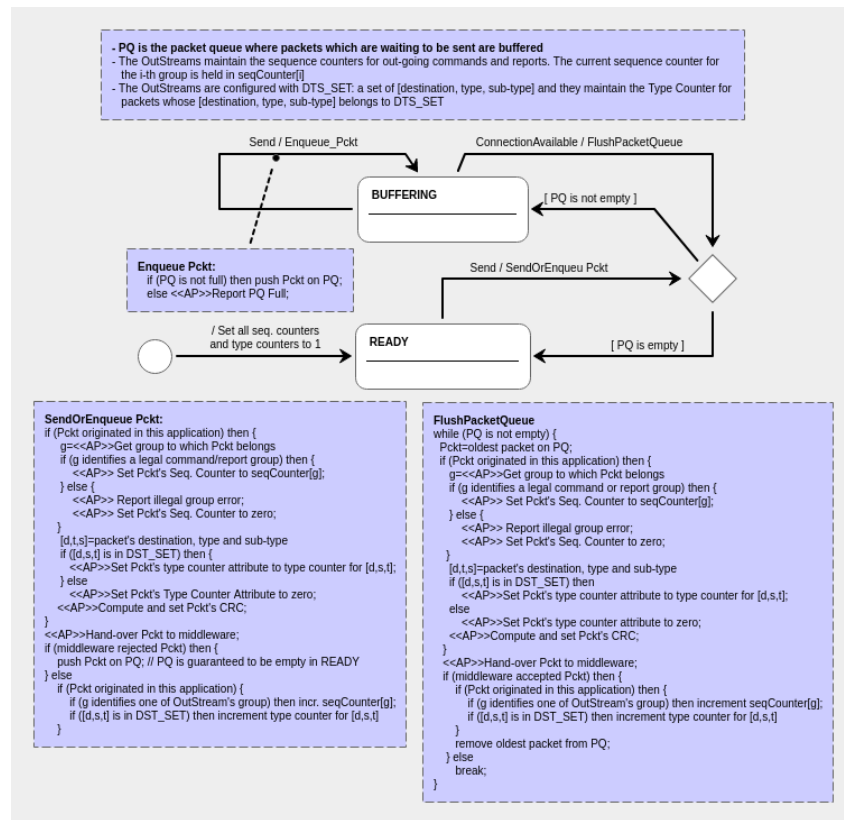 - PQ is the packet queue where packets which are waiting to be sent are buffered
- The OutStreams maintain the sequence counters for out-going commands and reports. The current sequence counter for
the i-th group is held in seqCounter[i]
- The OutStreams are configured with DTS_SET: a set of [destination, type, sub-type] and they maintain the Type Counter for
packets whose [destination, type, sub-type] belongs to DTS_SET
Send / Enqueue_Pckt
ConnectionAvailable / FlushPacketQueue
BUFFERING
[ PQ is not empty ]
Enqueue Pckt:
if (PQ is not full) then push Pckt on PQ;
else <<AP>>Report PQ Full;
Send / SendOrEnqueu Pckt
/ Set all seq. counters
and type counters to 1
READY
[ PQ is empty ]
SendOrEnqueue Pckt:
if (Pckt originated in this application) then {
g=<<AP>>Get group to which Pckt belongs
if (g identifies a legal command/report group) then {
<<AP>> Set Pckt's Seq. Counter to seqCounter[g];
} else {
<<AP>> Report illegal group error;
<<AP>> Set Pckt's Seq. Counter to zero;
}
[d,t,s]=packet's destination, type and sub-type
if ([d,s,t] is in DST_SET) then {
<<AP>>Set Pckt's type counter attribute to type counter for [d,s,t];
} else
<<AP>>Set Pckt's Type Counter Attribute to zero;
<<AP>>Compute and set Pckt's CRC;
}
<<AP>>Hand-over Pckt to middleware;
if (middleware rejected Pckt) then {
push Pckt on PQ; // PQ is guaranteed to be empty in READY
} else
if (Pckt originated in this application) {
if (g identifies one of OutStream's group) then incr. seqCounter[g];
if ([d,s,t] is in DST_SET) then increment type counter for [d,s,t]
}
FlushPacketQueue
while (PQ is not empty) {
Pckt=oldest packet on PQ;
if (Pckt originated in this application) then {
g=<<AP>>Get group to which Pckt belongs
if (g identifies a legal command or report group) then {
<<AP>> Set Pckt's Seq. Counter to seqCounter[g];
} else {
<<AP>> Report illegal group error;
<<AP>> Set Pckt's Seq. Counter to zero;
}
[d,t,s]=packet's destination, type and sub-type
if ([d,s,t] is in DST_SET) then
<<AP>>Set Pckt's type counter attribute to type counter for [d,s,t];
else
<<AP>>Set Pckt's type counter attribute to zero;
<<AP>>Compute and set Pckt's CRC;
}
<<AP>>Hand-over Pckt to middleware;
if (middleware accepted Pckt) then {
if (Pckt originated in this application) then {
if (g identifies one of OutStream's group) then increment seqCounter[g];
if ([d,s,t] is in DST_SET) then increment type counter for [d,s,t]
}
remove oldest packet from PQ;
} else
break;
}